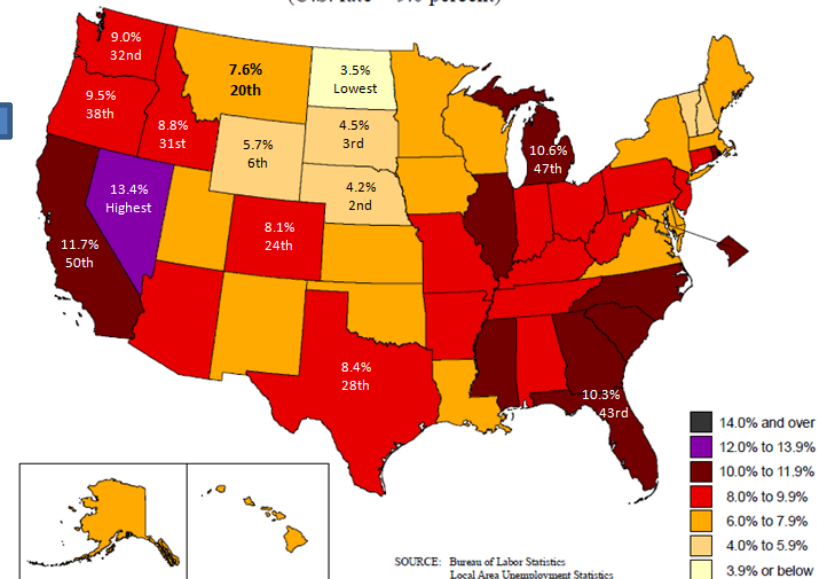 9.0%
32nd
7.6%
20th
3.5%
Lowest
9.5%
38th
8.8%
31st
4.5%
3rd
5.7%
6th
10.6%
47th
13.4%
Highest
4.2%
2nd
8.1%
24th
11.7%
50th
8.4%
28th
10.3%
43rd
14.0% and over
12.0% to 13.9%
10.0% to 11.9%
8.0% to 9.9%
6.0% to 7.9%
4.0% to 5.9%
3.9% or below
SOURCE: Bureau of Labor Statistics
Local Area Unemployment Statistics